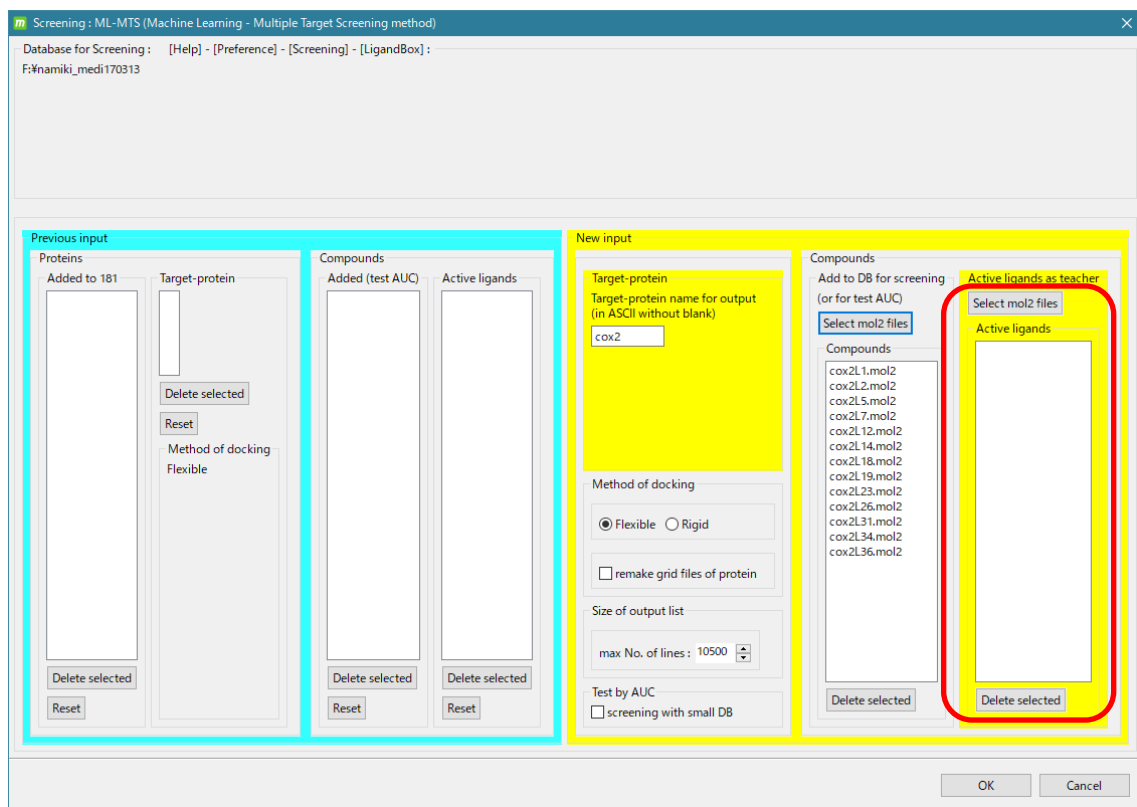 m Screening : ML-MTS (Machine Learning - Multiple Target Screening method)
Database for Screening : [Help] - [Preference] - [Screening] - [LigandBox] :
F:¥namiki_medi170313
Previous input
Proteins
Added to 181
Delete selected
Reset
Target-protein
Delete selected
Reset
Method of docking
Flexible
Compounds
Added (test AUC)
Delete selected
Reset
Active ligands
Delete selected
Reset
New input
Target-protein
Target-protein name for output
(in ASCII without blank)
cox2
Method of docking
Flexible Rigid
remake grid files of protein
Size of output list
max No. of lines : 10500
Test by AUC
screening with small DB
Compounds
Add to DB for screening
(or for test AUC)
Select mol2 files
Compounds
cox2L1.mol2
cox2L2.mol2
cox2L5.mol2
cox2L7.mol2
cox2L12.mol2
cox2L14.mol2
cox2L18.mol2
cox2L19.mol2
cox2L23.mol2
cox2L26.mol2
cox2L31.mol2
cox2L34.mol2
cox2L36.mol2
Delete selected
Active ligands as teacher
Select mol2 files
Active ligands
Delete selected
OK Cancel